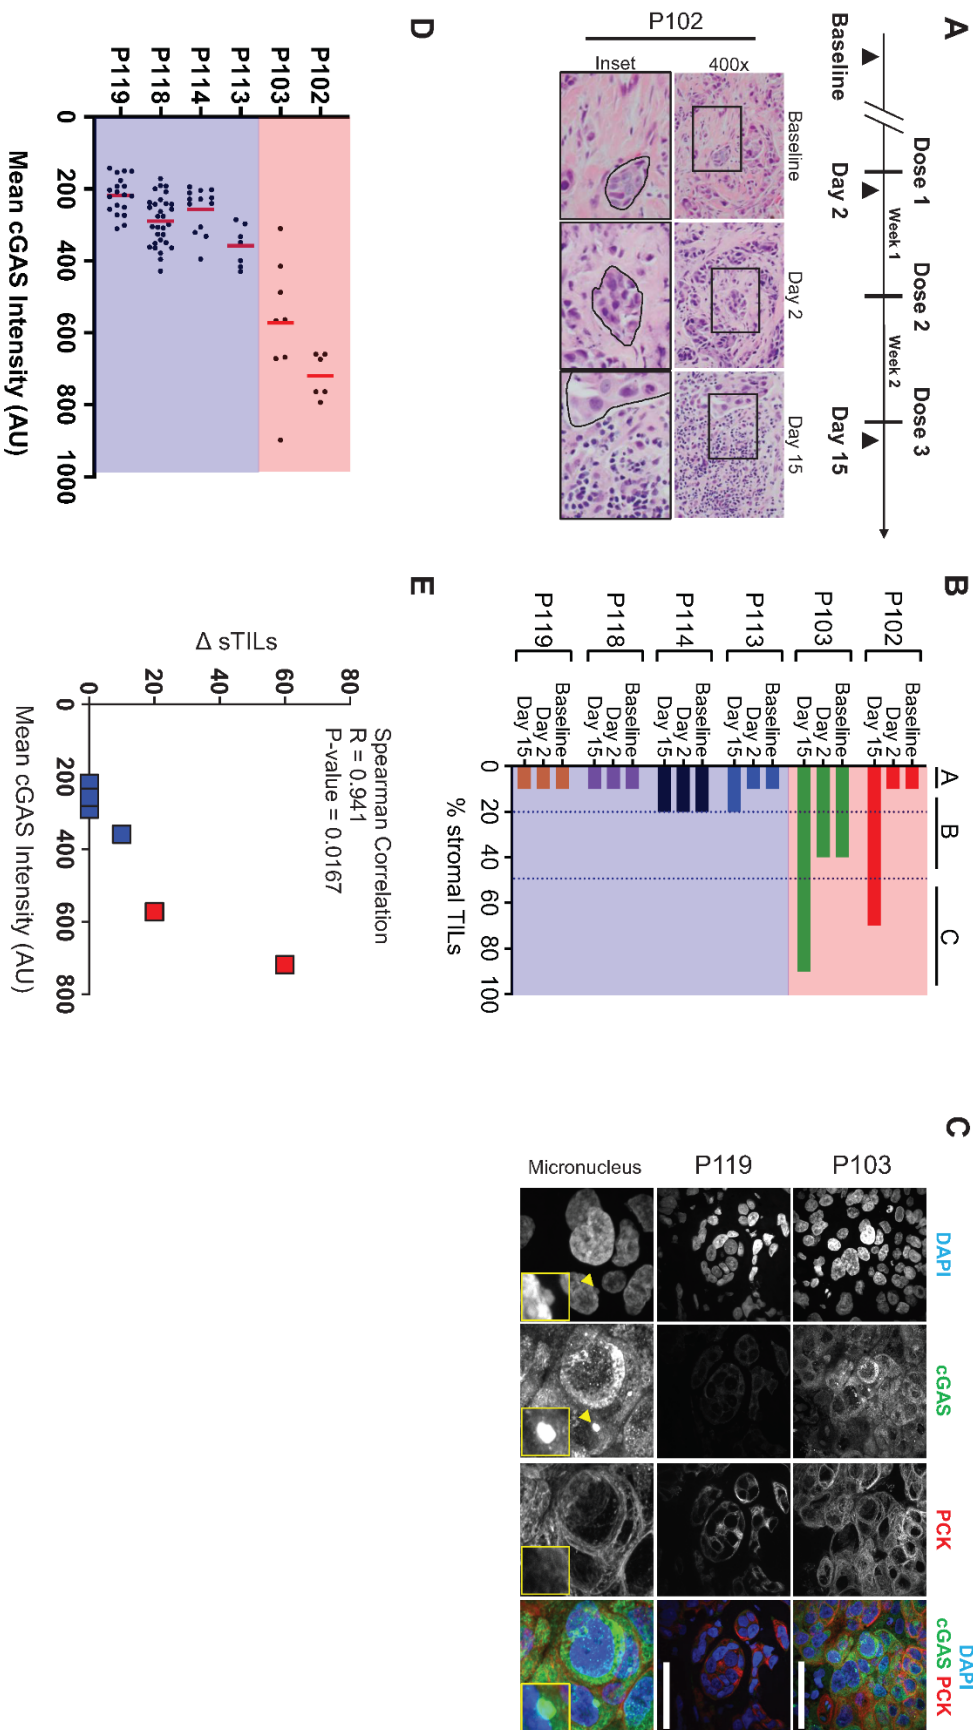 A
Dose 1
Dose 2
Dose 3
Week 1
Week 2
Baseline
Day 2
Day 15
Baseline
Day 2
Day 15
P102
400x
Inset
B
A
B
C
P102
Baseline
Day 2
Day 15
P103
Baseline
Day 2
Day 15
P113
Baseline
Day 2
Day 15
P114
Baseline
Day 2
Day 15
P118
Baseline
Day 2
Day 15
P119
Baseline
Day 2
Day 15
0 20 40 60 80 100
% stromal TILs
C
DAPI
cGAS
PCK
DAPI
cGAS PCK
P103
P119
Micronucleus
D
P102
P103
P113
P114
P118
P119
0 200 400 600 800 1000
Mean cGAS Intensity (AU)
E
Δ sTILs
80
60
40
20
0
Spearman Correlation
R = 0.941
P-value = 0.0167
0 200 400 600 800
Mean cGAS Intensity (AU)